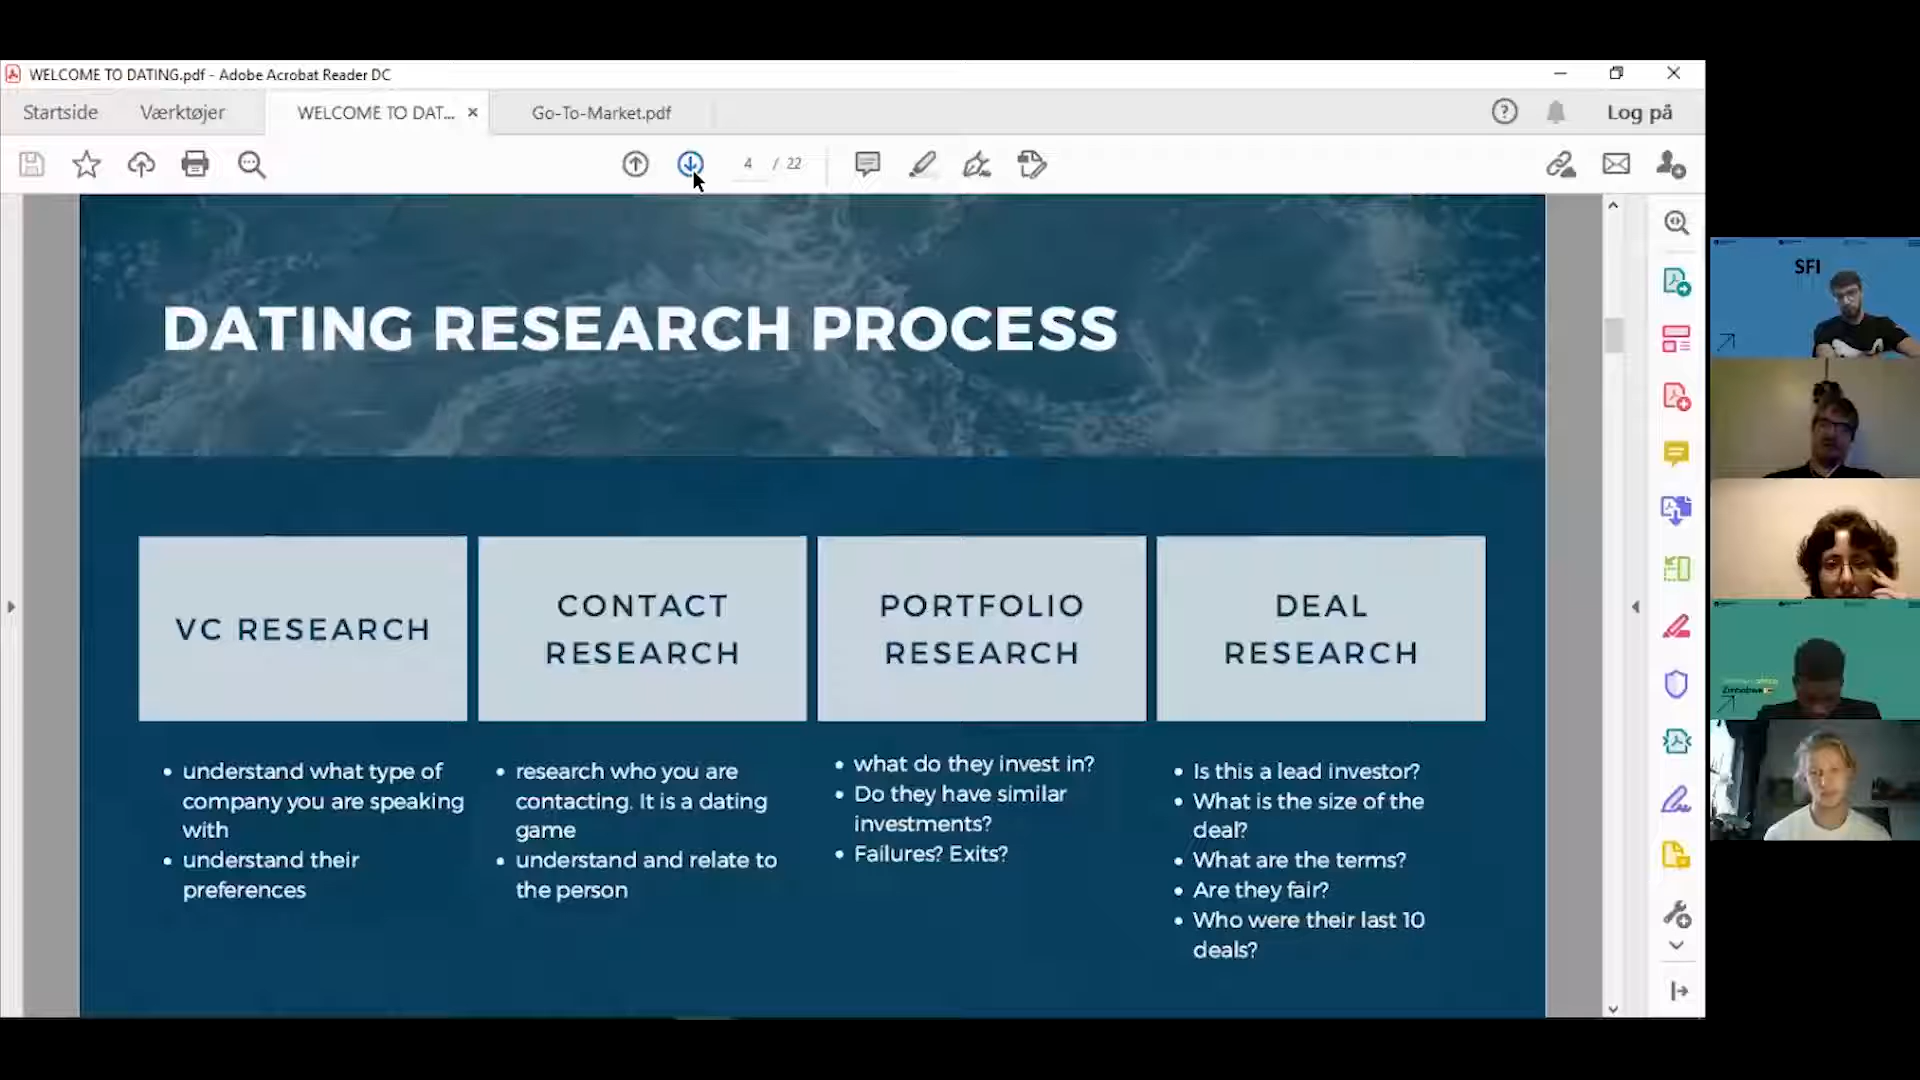 WELCOME TO DATING.pdf - Adobe Acrobat Reader DC
Startside
Værktøjer
WELCOME TO DAT...
Go-To-Market.pdf
Log på
4 / 22
DATING RESEARCH PROCESS
VC RESEARCH
CONTACT
RESEARCH
PORTFOLIO
RESEARCH
DEAL
RESEARCH
• understand what type of
company you are speaking
with
• understand their
preferences
• research who you are
contacting. It is a dating
game
• understand and relate to
the person
• what do they invest in?
• Do they have similar
investments?
• Failures? Exits?
• Is this a lead investor?
• What is the size of the
deal?
• What are the terms?
• Are they fair?
• Who were their last 10
deals?
SFI
Zimbabwe